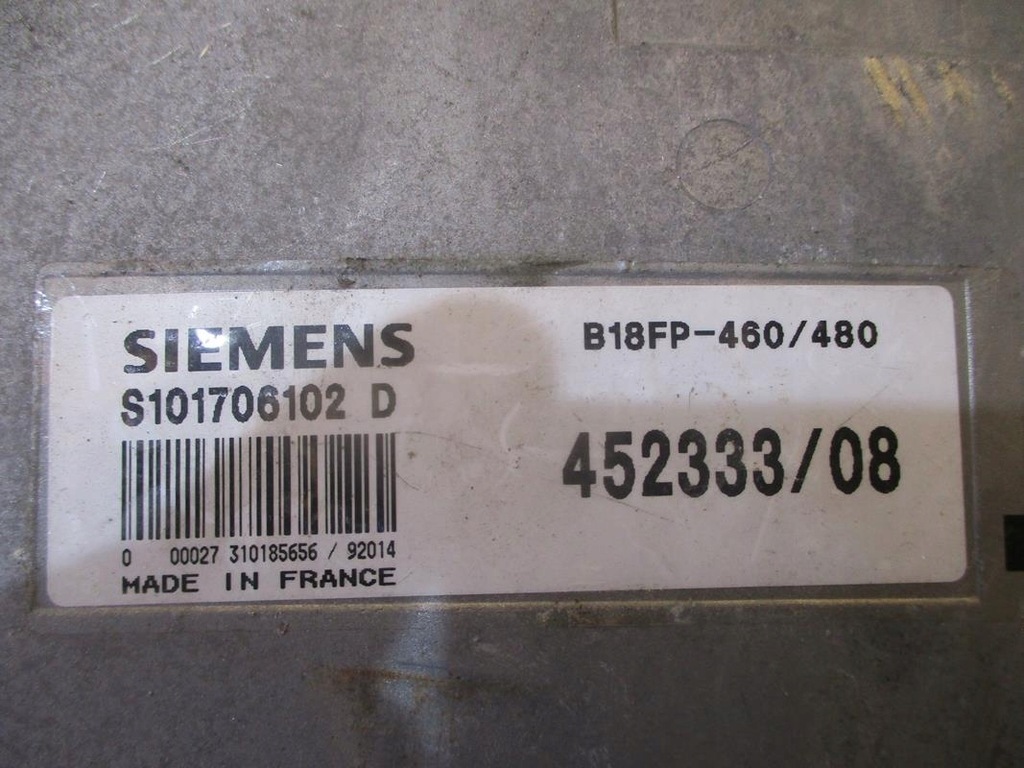 SIEMENS
B18FP-460/480
S101706102 D
452333/08
0 00027 310185656 / 92014
MADE IN FRANCE